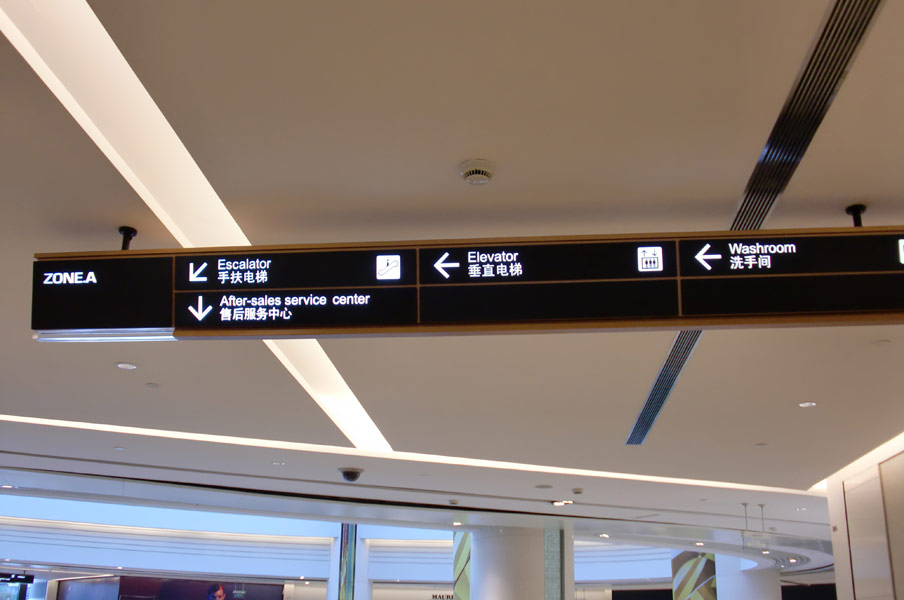 ZONE.A
Escalator
手扶电梯
After-sales service center
售后服务中心
Elevator
垂直电梯
Washroom
洗手间